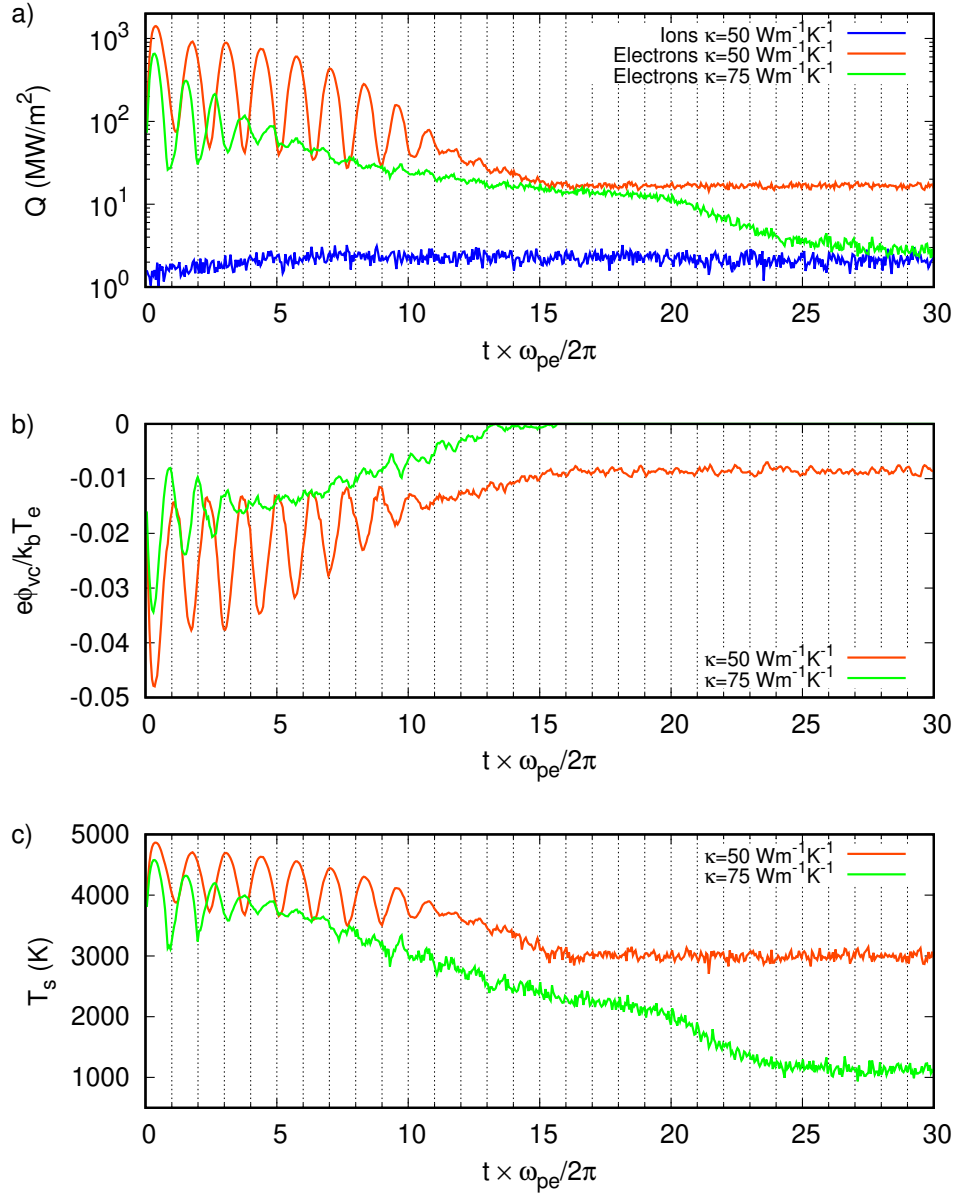 a)
Q (MW/m²)
10³
10²
10¹
10⁰
Ions κ=50 Wm⁻¹K⁻¹
Electrons κ=50 Wm⁻¹K⁻¹
Electrons κ=75 Wm⁻¹K⁻¹
0 5 10 15 20 25 30
t × ωpe/2π
b)
eϕvc/kbTe
0
-0.01
-0.02
-0.03
-0.04
-0.05
κ=50 Wm⁻¹K⁻¹
κ=75 Wm⁻¹K⁻¹
0 5 10 15 20 25 30
t × ωpe/2π
c)
Ts (K)
5000
4000
3000
2000
1000
κ=50 Wm⁻¹K⁻¹
κ=75 Wm⁻¹K⁻¹
0 5 10 15 20 25 30
t × ωpe/2π